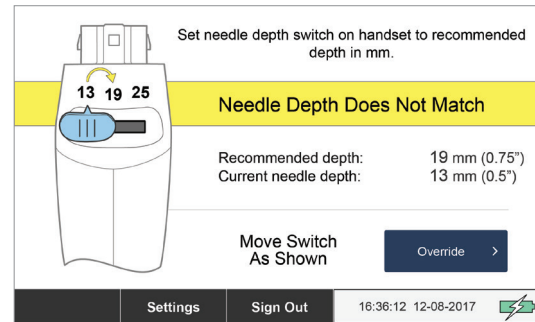 Set needle depth switch on handset to recommended
depth in mm.
13 19 25
Needle Depth Does Not Match
Recommended depth: 19 mm (0.75”)
Current needle depth: 13 mm (0.5”)
Move Switch
As Shown
Override >
Settings Sign Out 16:36:12 12-08-2017